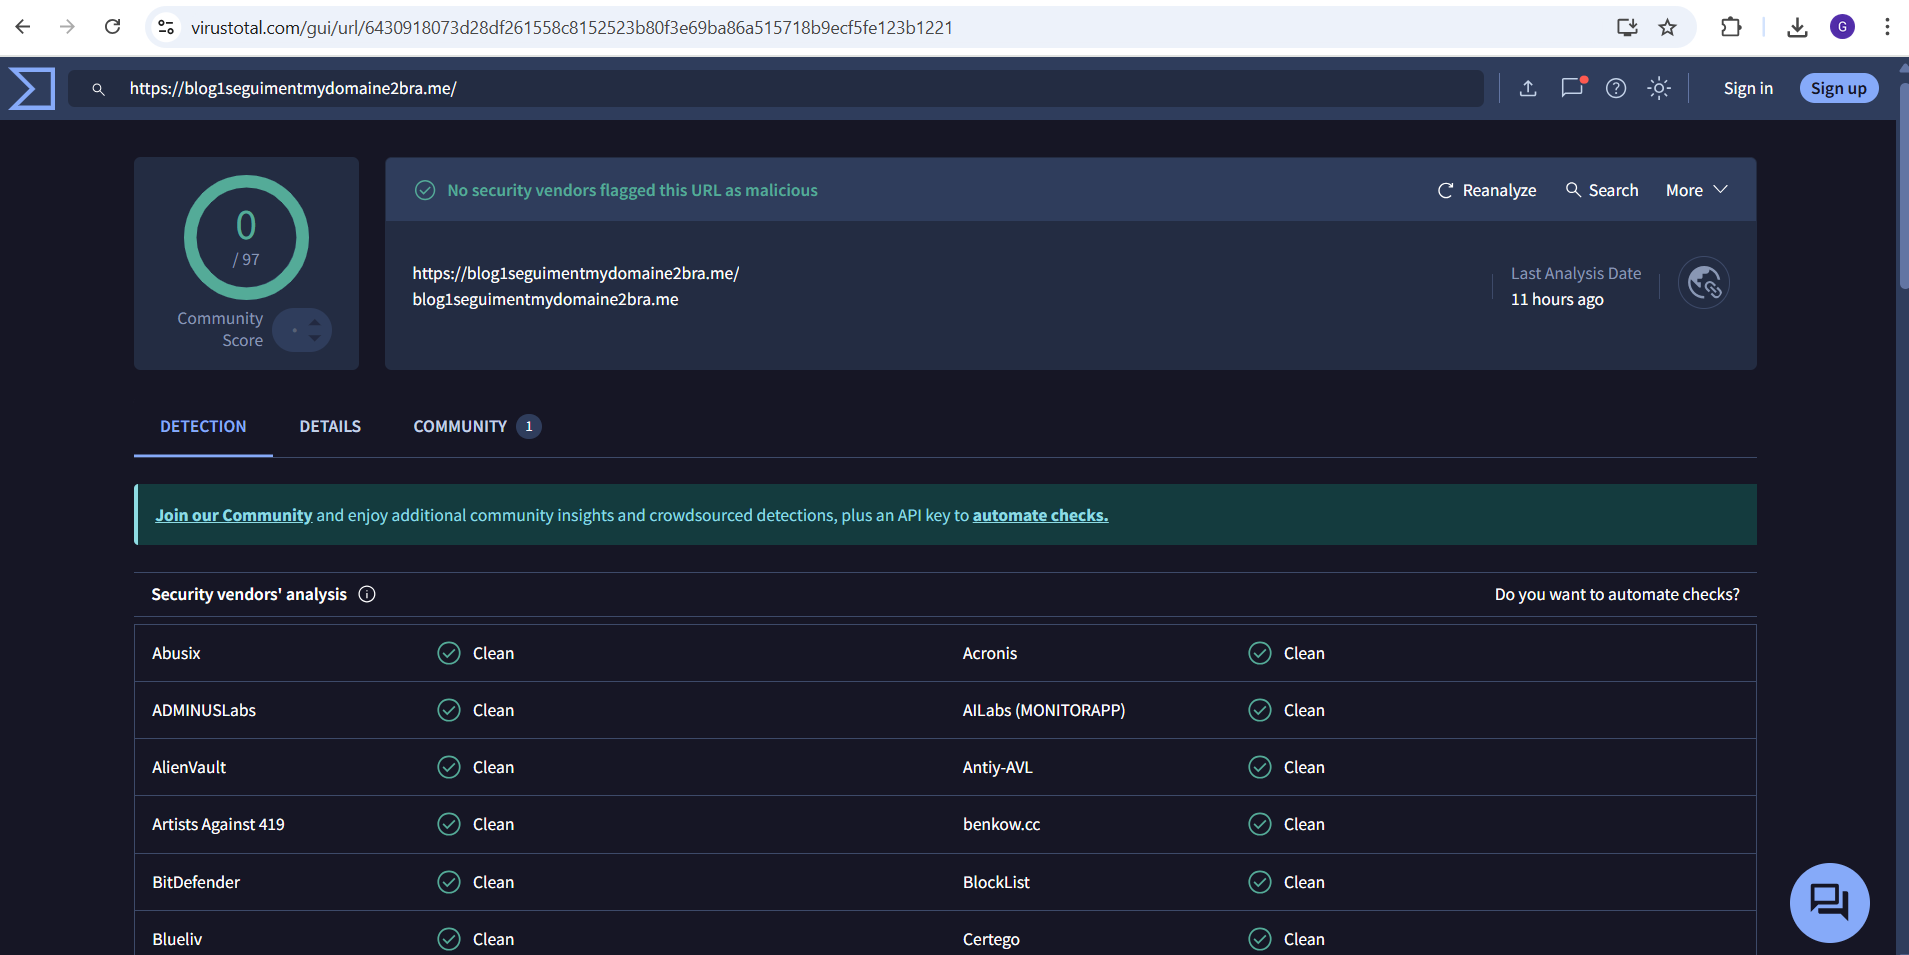 virustotal.com/gui/url/6430918073d28df261558c8152523b80f3e69ba86a515718b9ecf5fe123b1221
G
https://blog1seguimentmydomaine2bra.me/
Sign in
Sign up
0
/ 97
Community
Score
No security vendors flagged this URL as malicious
Reanalyze
Search
More
https://blog1seguimentmydomaine2bra.me/
blog1seguimentmydomaine2bra.me
Last Analysis Date
11 hours ago
DETECTION
DETAILS
COMMUNITY 1
Join our Community and enjoy additional community insights and crowdsourced detections, plus an API key to automate checks.
Security vendors' analysis
Do you want to automate checks?
Abusix Clean Acronis Clean
ADMINUSLabs Clean AILabs (MONITORAPP) Clean
AlienVault Clean Antiy-AVL Clean
Artists Against 419 Clean benkow.cc Clean
BitDefender Clean BlockList Clean
Blueliv Clean Certego Clean